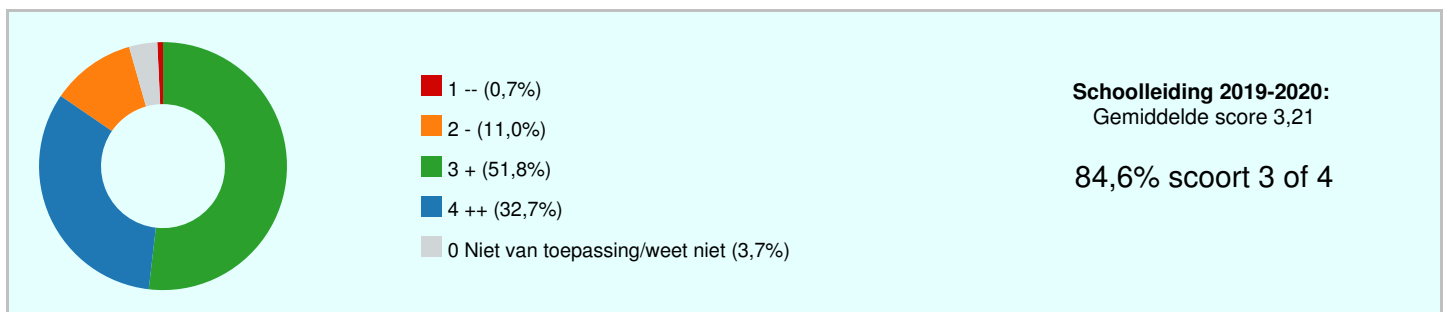 1 -- (0,7%)
2 - (11,0%)
3 + (51,8%)
4 ++ (32,7%)
0 Niet van toepassing/weet niet (3,7%)
Schoolleiding 2019-2020:
Gemiddelde score 3,21
84,6% scoort 3 of 4